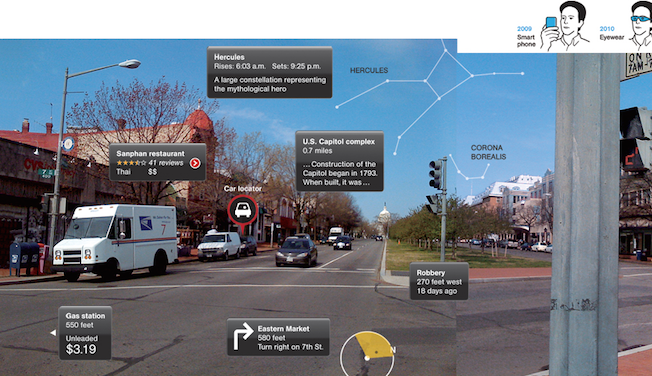 2009
Smart
phone
2010
Eyewear
Hercules
Rises: 6:03 a.m.  Sets: 9:25 p.m.
A large constellation representing
the mythological hero
HERCULES
ON
7AM-
Sanphan restaurant
41 reviews
Thai $$
U.S. Capitol complex
0.7 miles
... Construction of the
Capitol began in 1793.
When built, it was ...
CORONA
BOREALIS
Car locator
7
Robbery
270 feet west
18 days ago
Gas station
550 feet
Unleaded
$3.19
Eastern Market
580 feet
Turn right on 7th St.
N